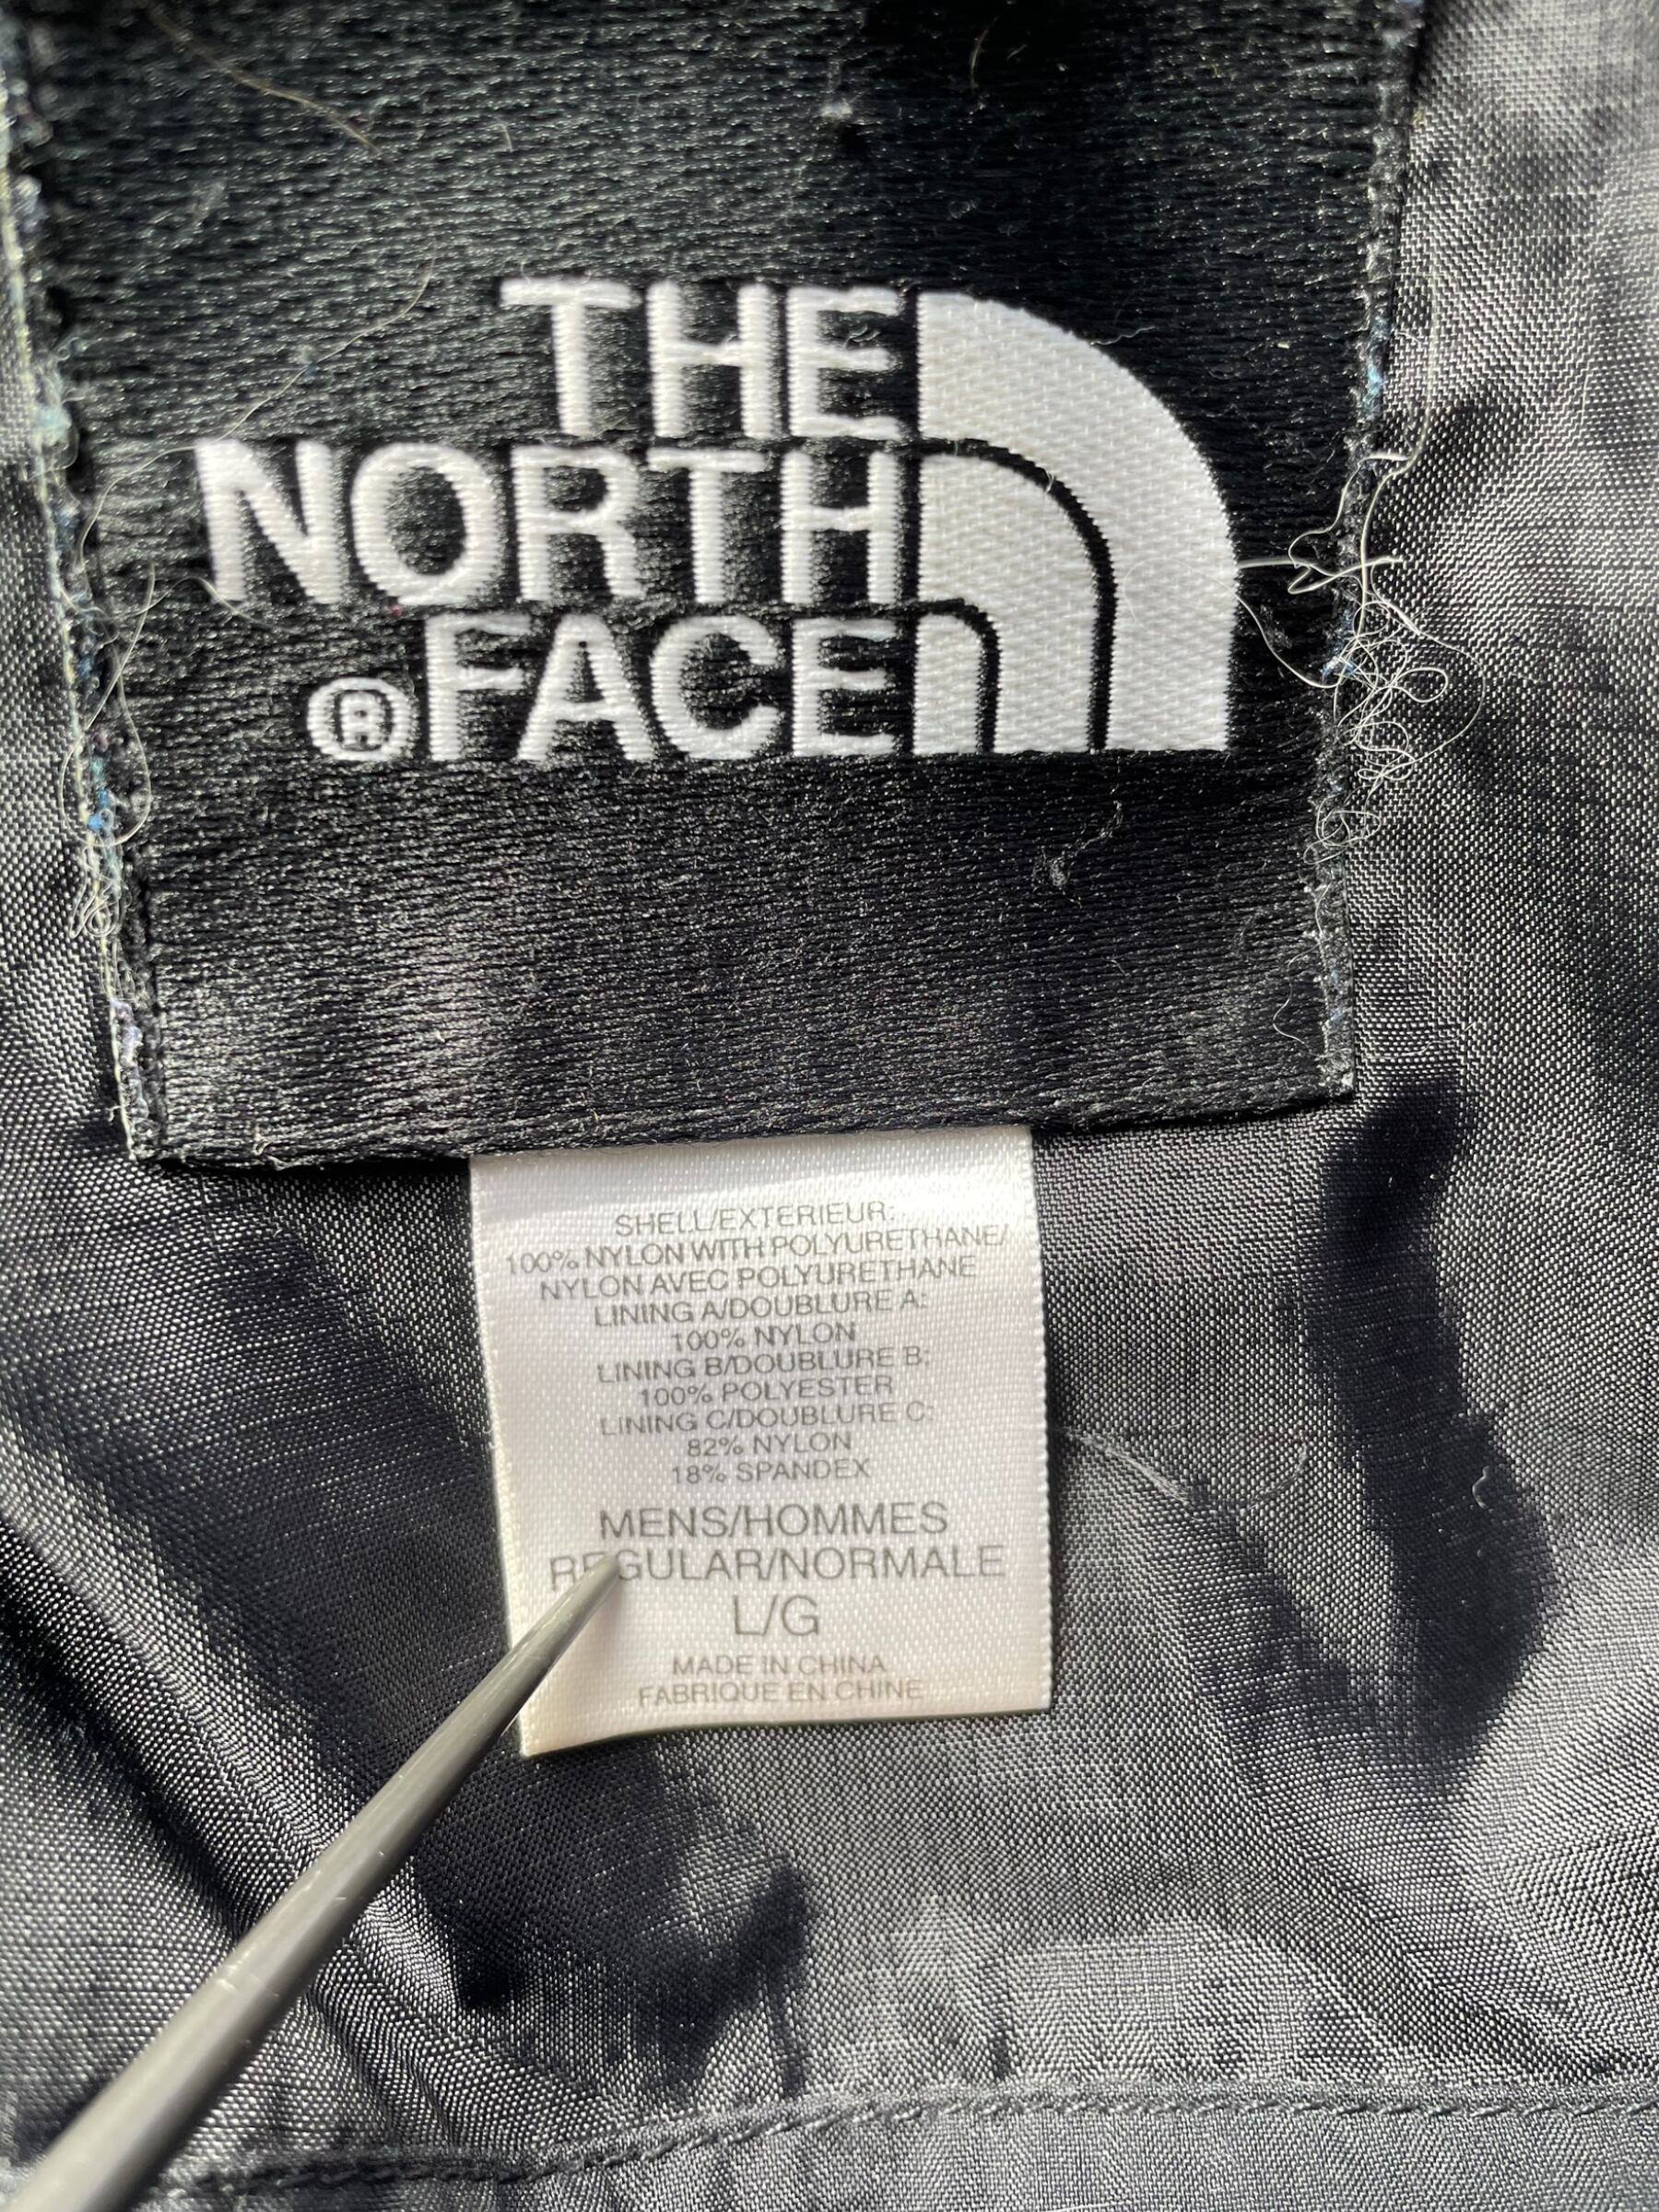 THE
NORTH
®FACE
SHELL/EXTERIEUR:
100% NYLON WITH POLYURETHANE/
NYLON AVEC POLYURETHANE
LINING A/DOUBLURE A:
100% NYLON
LINING B/DOUBLURE B:
100% POLYESTER
LINING C/DOUBLURE C:
82% NYLON
18% SPANDEX
MENS/HOMMES
REGULAR/NORMALE
L/G
MADE IN CHINA
FABRIQUE EN CHINE